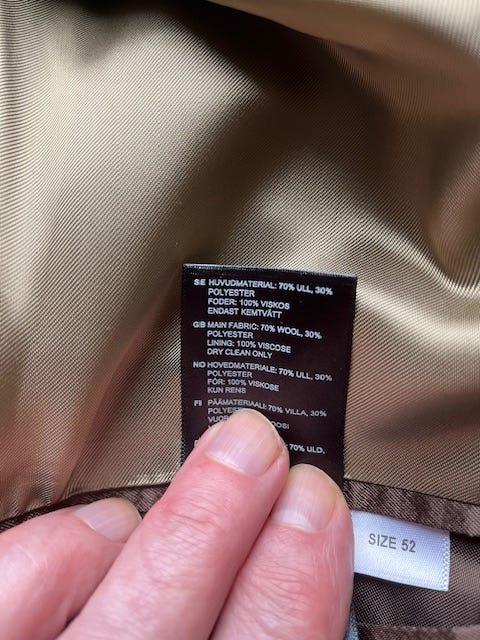 SE HUVUDMATERIAL: 70% ULL, 30%
POLYESTER
FODER: 100% VISKOS
ENDAST KEMTVÄTT
GB MAIN FABRIC: 70% WOOL, 30%
POLYESTER
LINING: 100% VISCOSE
DRY CLEAN ONLY
NO HOVEDMATERIALE: 70% ULL, 30%
POLYESTER
FÓR: 100% VISKOSE
KUN RENS
FI PÄÄMATERIAALI: 70% VILLA, 30%
70% ULD,
SIZE 52